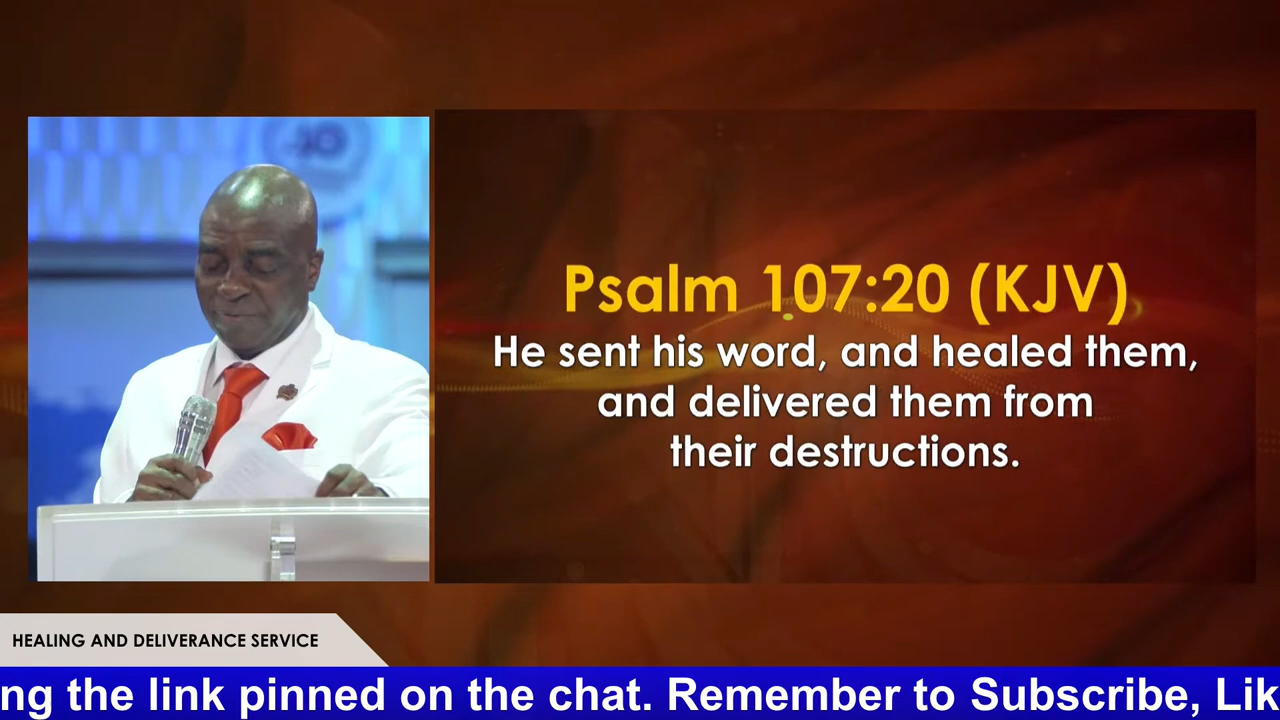 Psalm 107:20 (KJV)
He sent his word, and healed them,
and delivered them from
their destructions.
HEALING AND DELIVERANCE SERVICE
ng the link pinned on the chat. Remember to Subscribe, Lik